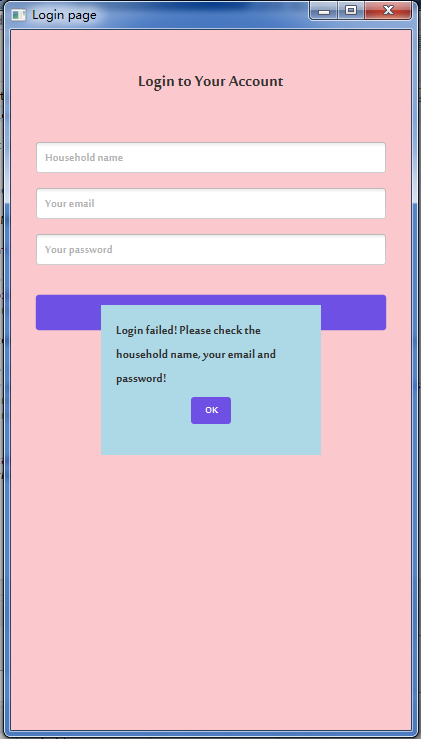 Login page
Login to Your Account
Household name
Your email
Your password
Login failed! Please check the
household name, your email and
password!
OK